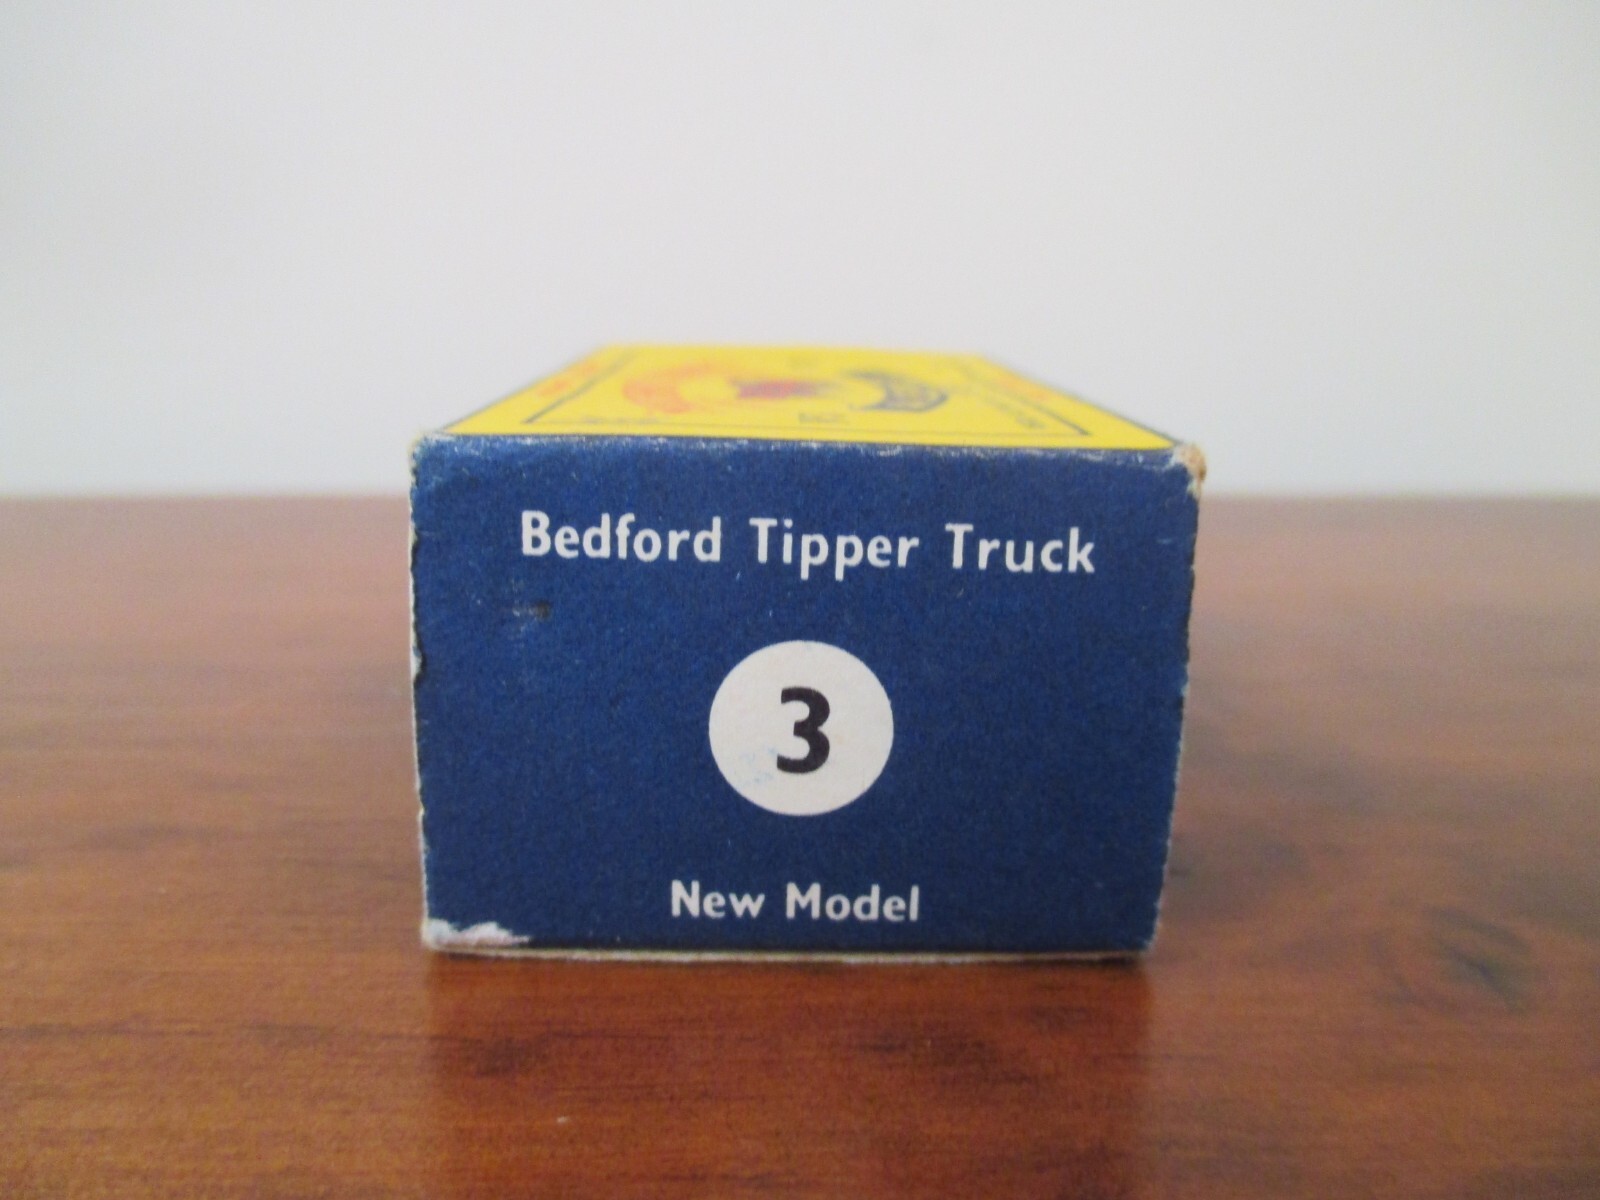 Bedford Tipper Truck
3
New Model